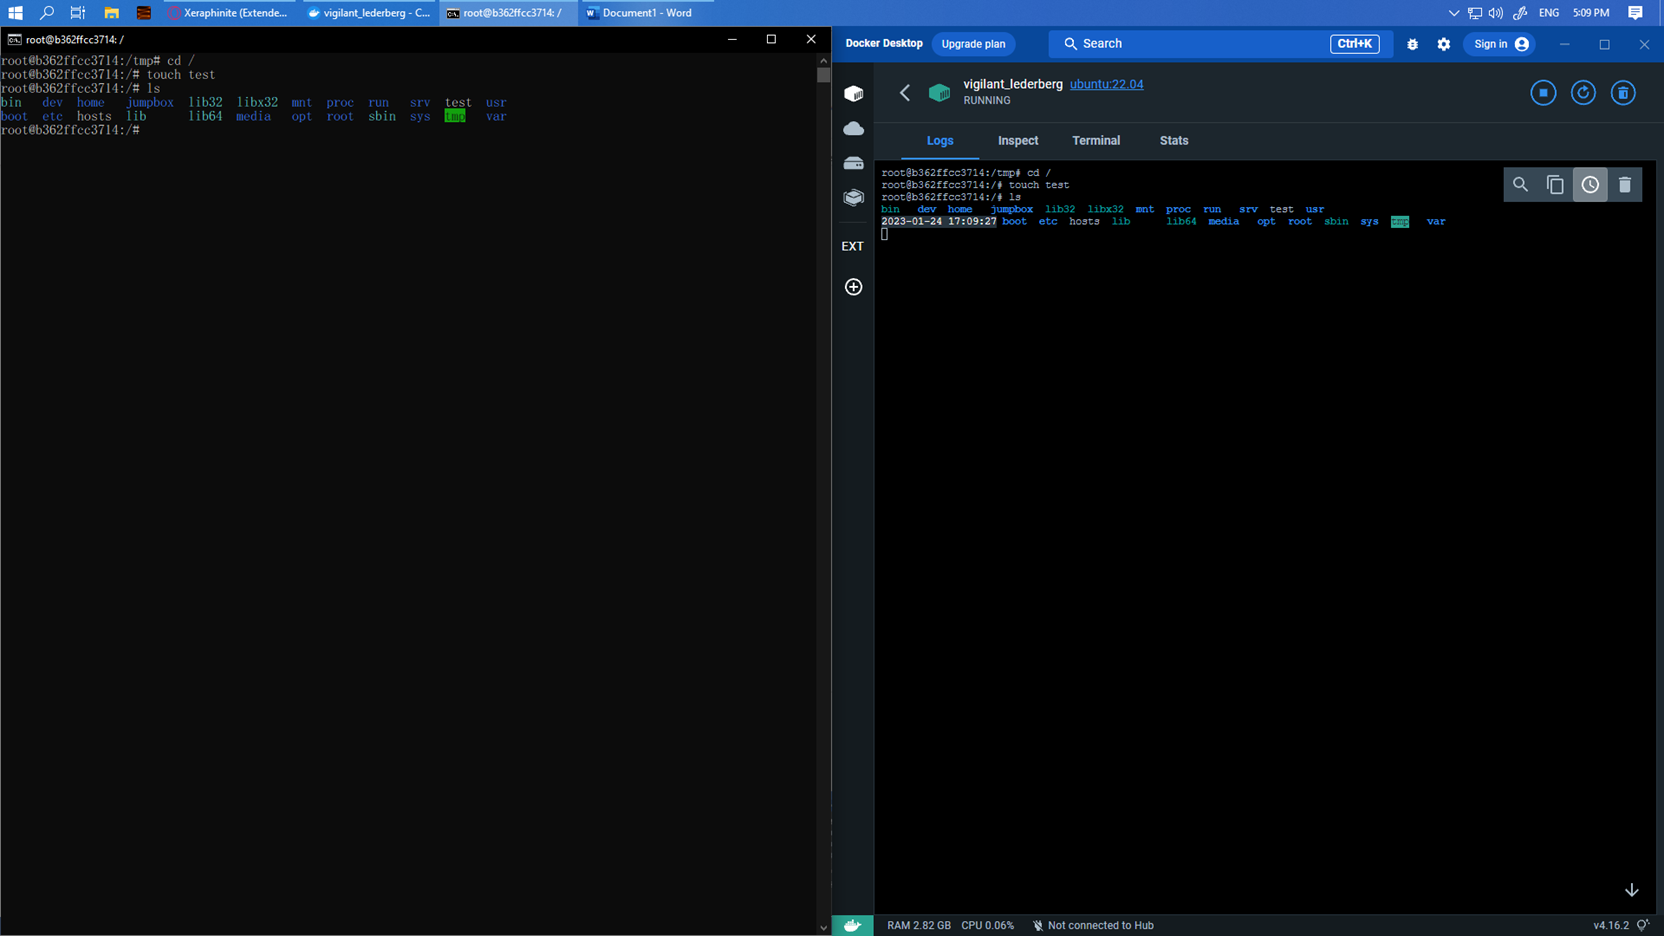 Xeraphinite (Extende...
vigilant_lederberg - C...
root@b362ffcc3714: /
Document1 - Word
ENG
5:09 PM
root@b362ffcc3714: /
root@b362ffcc3714:/tmp# cd /
root@b362ffcc3714:/# touch test
root@b362ffcc3714:/# ls
bin dev home jumpbox lib32 libx32 mnt proc run srv test usr
boot etc hosts lib lib64 media opt root sbin sys tmp var
root@b362ffcc3714:/#
Docker Desktop
Upgrade plan
Search
Ctrl+K
Sign in
vigilant_lederberg ubuntu:22.04
RUNNING
Logs Inspect Terminal Stats
EXT
root@b362ffcc3714:/tmp# cd /
root@b362ffcc3714:/# touch test
root@b362ffcc3714:/# ls
bin dev home jumpbox lib32 libx32 mnt proc run srv test usr
2023-01-24 17:09:27 boot etc hosts lib lib64 media opt root sbin sys tmp var
RAM 2.82 GB CPU 0.06% Not connected to Hub
v4.16.2